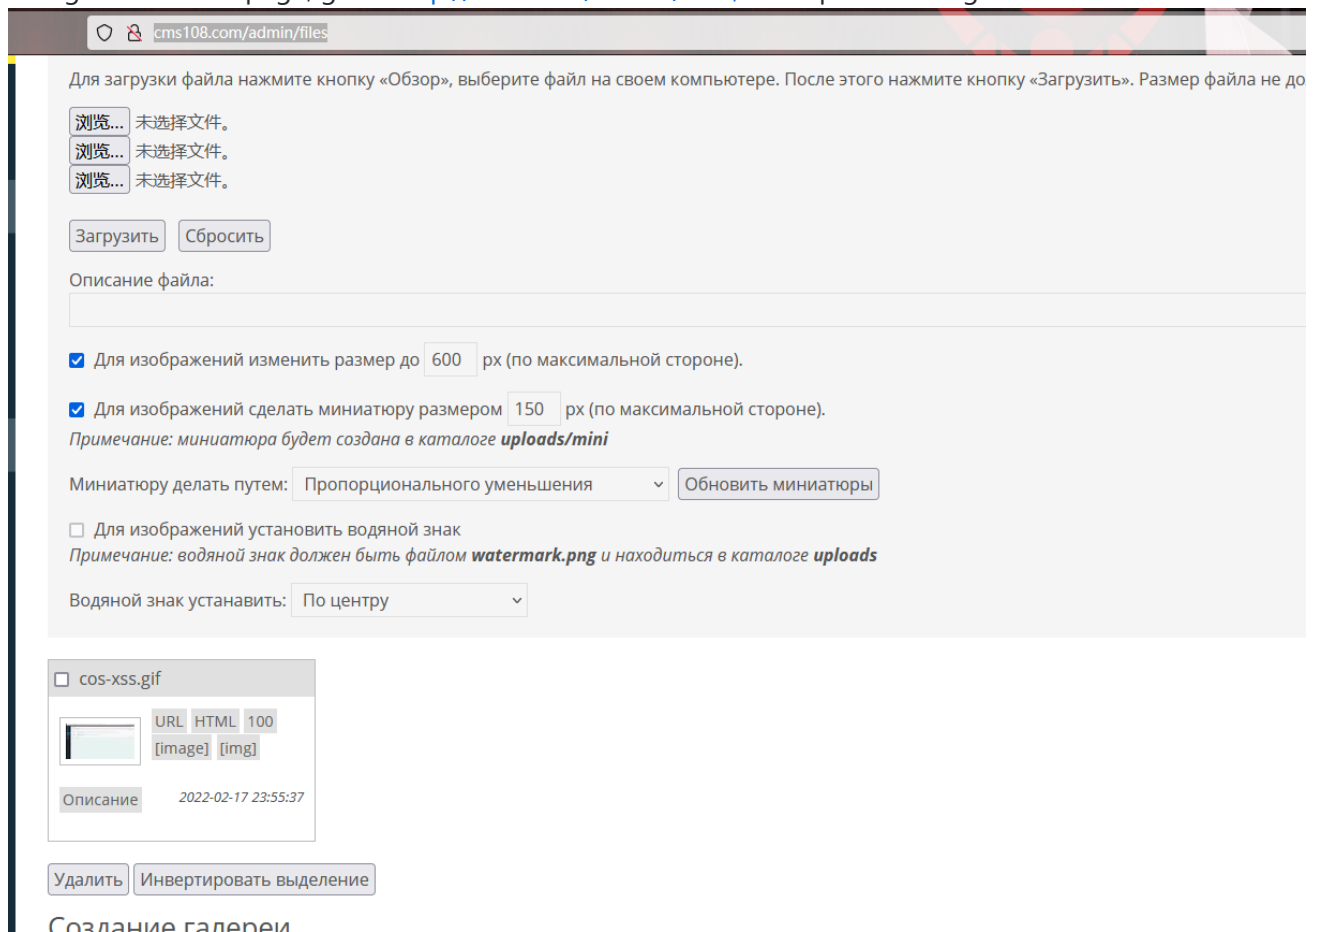 cms108.com/admin/files
Для загрузки файла нажмите кнопку «Обзор», выберите файл на своем компьютере. После этого нажмите кнопку «Загрузить». Размер файла не до
浏览... 未选择文件。
浏览... 未选择文件。
浏览... 未选择文件。
Загрузить Сбросить
Описание файла:
Для изображений изменить размер до 600 px (по максимальной стороне).
Для изображений сделать миниатюру размером 150 px (по максимальной стороне).
Примечание: миниатюра будет создана в каталоге uploads/mini
Миниатюру делать путем: Пропорционального уменьшения Обновить миниатюры
Для изображений установить водяной знак
Примечание: водяной знак должен быть файлом watermark.png и находиться в каталоге uploads
Водяной знак устанавить: По центру
cos-xss.gif
URL HTML 100
[image] [img]
Описание 2022-02-17 23:55:37
Удалить Инвертировать выделение
Создание галереи